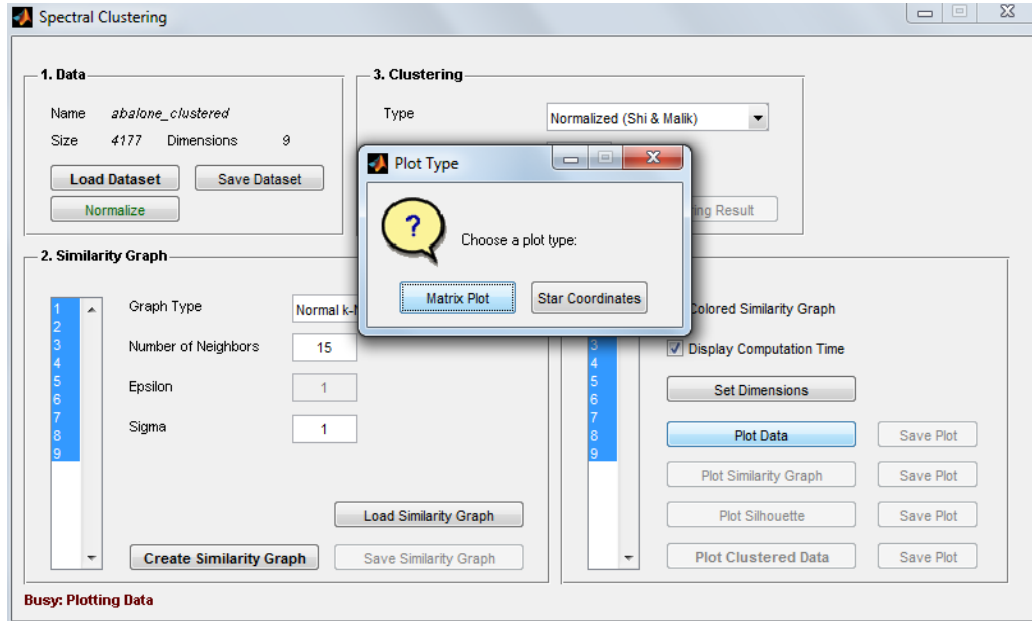 Spectral Clustering
1. Data
Name abalone_clustered
Size 4177 Dimensions 9
Load Dataset Save Dataset
Normalize
3. Clustering
Type Normalized (Shi & Malik)
ing Result
Plot Type
?
Choose a plot type:
Matrix Plot Star Coordinates
2. Similarity Graph
1
2
3
4
5
6
7
8
9
Graph Type Normal k-
Number of Neighbors 15
Epsilon 1
Sigma 1
Load Similarity Graph
Create Similarity Graph Save Similarity Graph
3
4
5
6
7
8
9
Colored Similarity Graph
Display Computation Time
Set Dimensions
Plot Data Save Plot
Plot Similarity Graph Save Plot
Plot Silhouette Save Plot
Plot Clustered Data Save Plot
Busy: Plotting Data